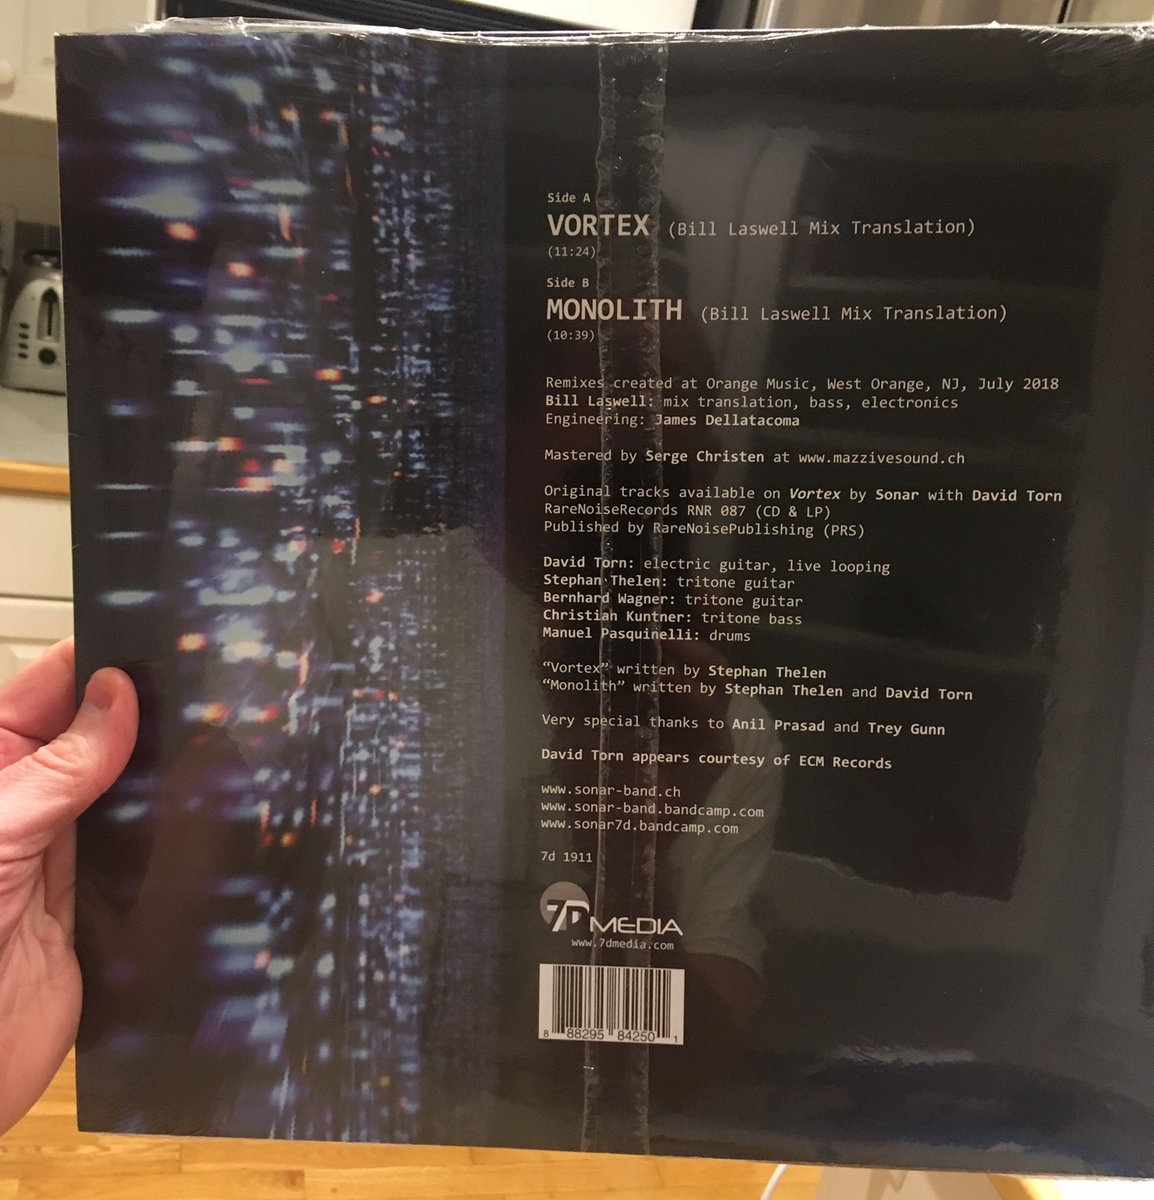 Side A
VORTEX (Bill Laswell Mix Translation)
(11:24)
Side B
MONOLITH (Bill Laswell Mix Translation)
(10:39)
Remixes created at Orange Music, West Orange, NJ, July 2018
Bill Laswell: mix translation, bass, electronics
Engineering: James Dellatacoma
Mastered by Serge Christen at www.mazzivesound.ch
Original tracks available on Vortex by Sonar with David Torn
RareNoiseRecords RNR 087 (CD & LP)
Published by RareNoisePublishing (PRS)
David Torn: electric guitar, live looping
Stephan Thelen: tritone guitar
Bernhard Wagner: tritone guitar
Christian Kuntner: tritone bass
Manuel Pasquinelli: drums
“Vortex” written by Stephan Thelen
“Monolith” written by Stephan Thelen and David Torn
Very special thanks to Anil Prasad and Trey Gunn
David Torn appears courtesy of ECM Records
www.sonar-band.ch
www.sonar-band.bandcamp.com
www.sonar7d.bandcamp.com
7d 1911
7D MEDIA
www.7dmedia.com
8 88295 84250 1